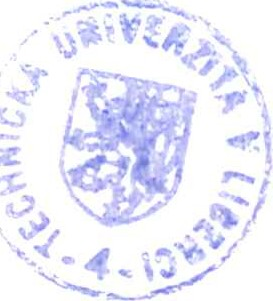 TECHNICKÁ UNIVERZITA V LIBERCI
· 4 ·